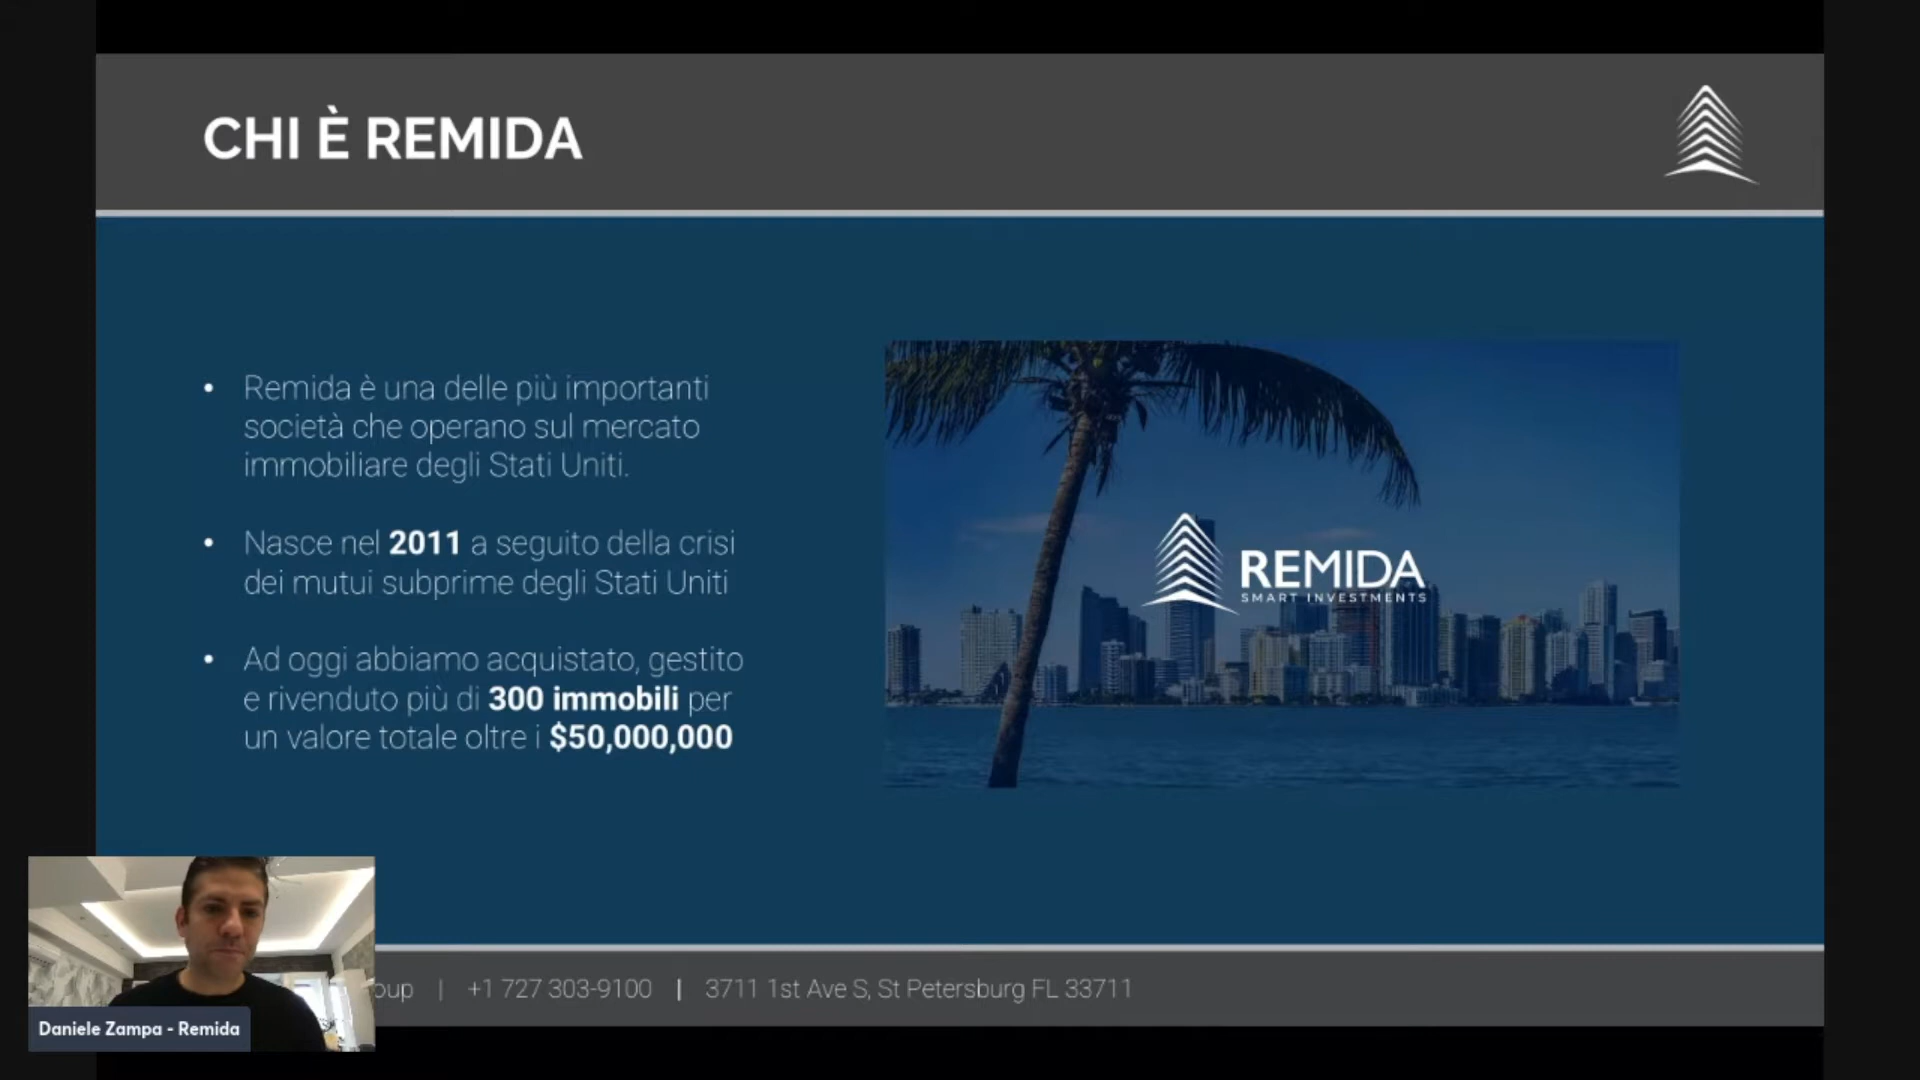 CHI È REMIDA
Remida è una delle più importanti
società che operano sul mercato
immobiliare degli Stati Uniti.
Nasce nel 2011 a seguito della crisi
dei mutui subprime degli Stati Uniti
Ad oggi abbiamo acquistato, gestito
e rivenduto più di 300 immobili per
un valore totale oltre i $50,000,000
REMIDA
SMART INVESTMENTS
| +1 727 303-9100 | 3711 1st Ave S, St Petersburg FL 33711
Daniele Zampa - Remida